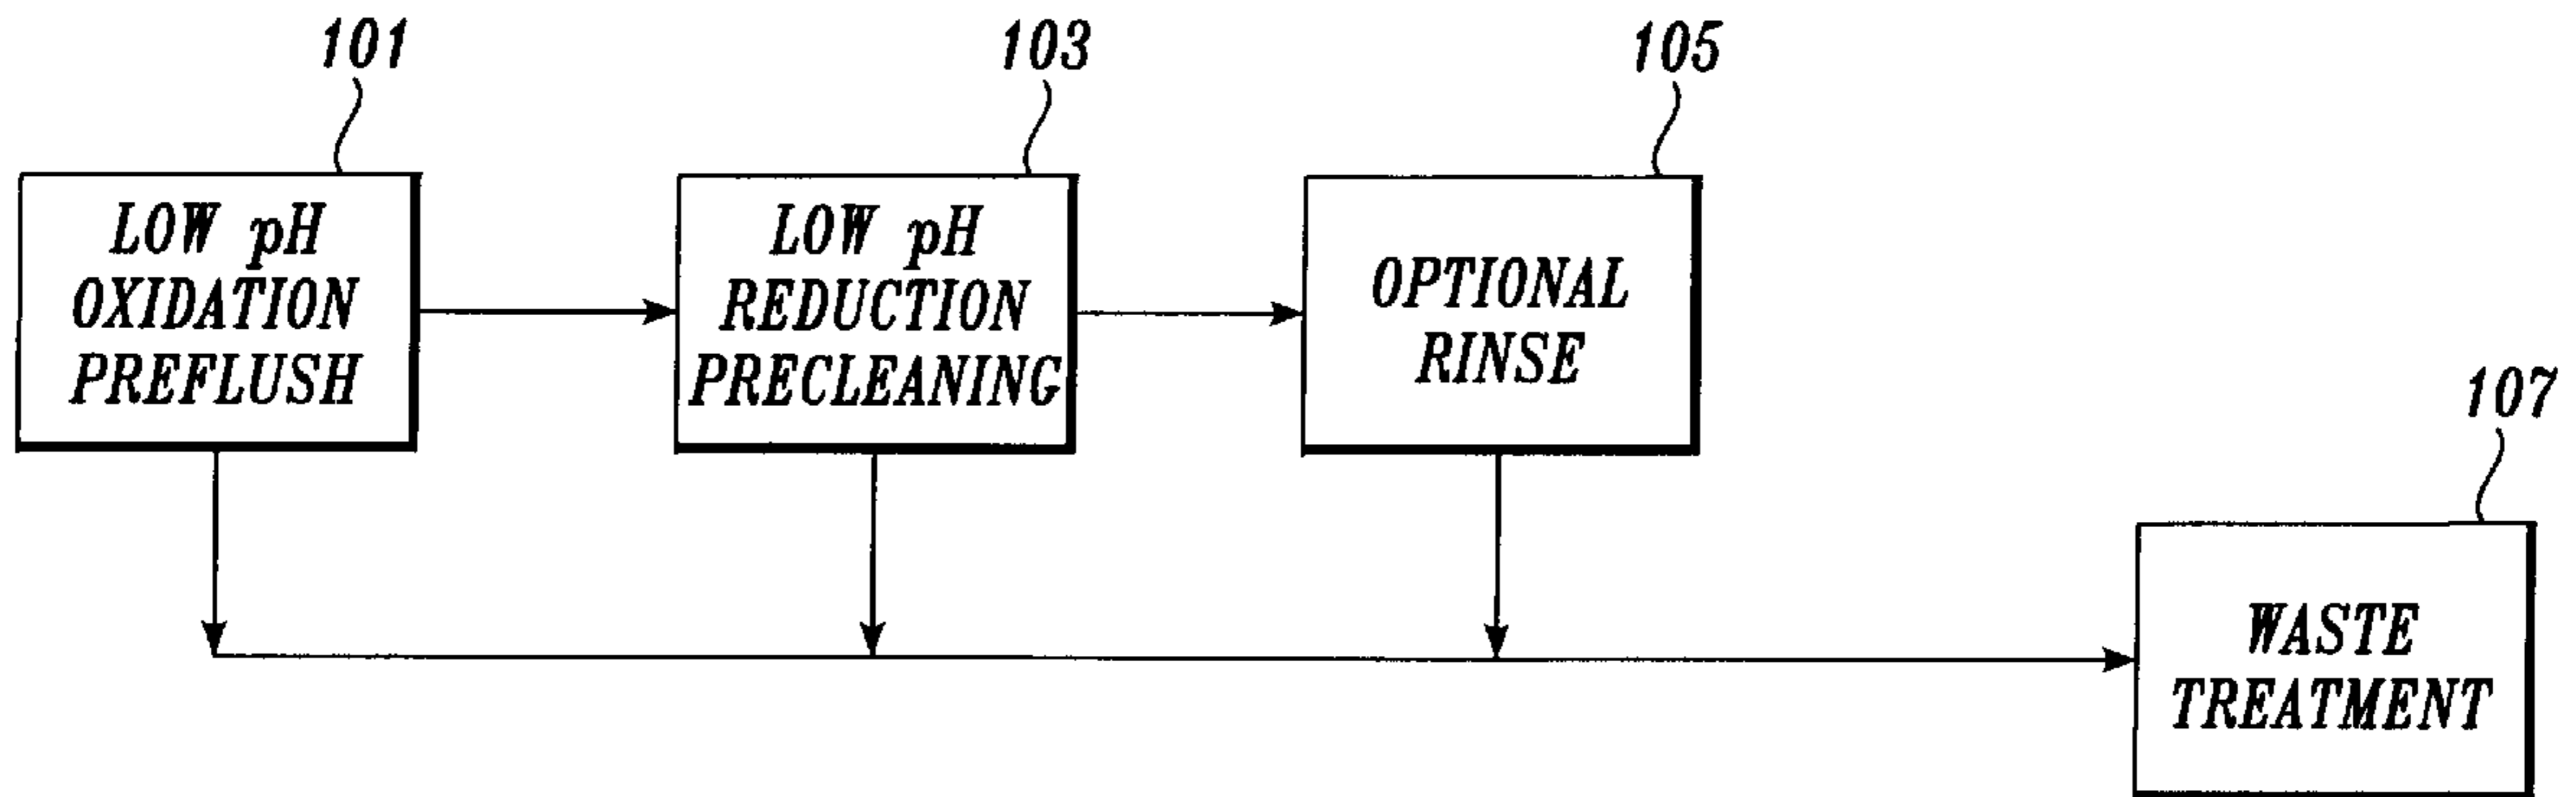 101
103
105
LOW pH
OXIDATION
PREFLUSH
LOW pH
REDUCTION
PRECLEANING
OPTIONAL
RINSE
107
WASTE
TREATMENT